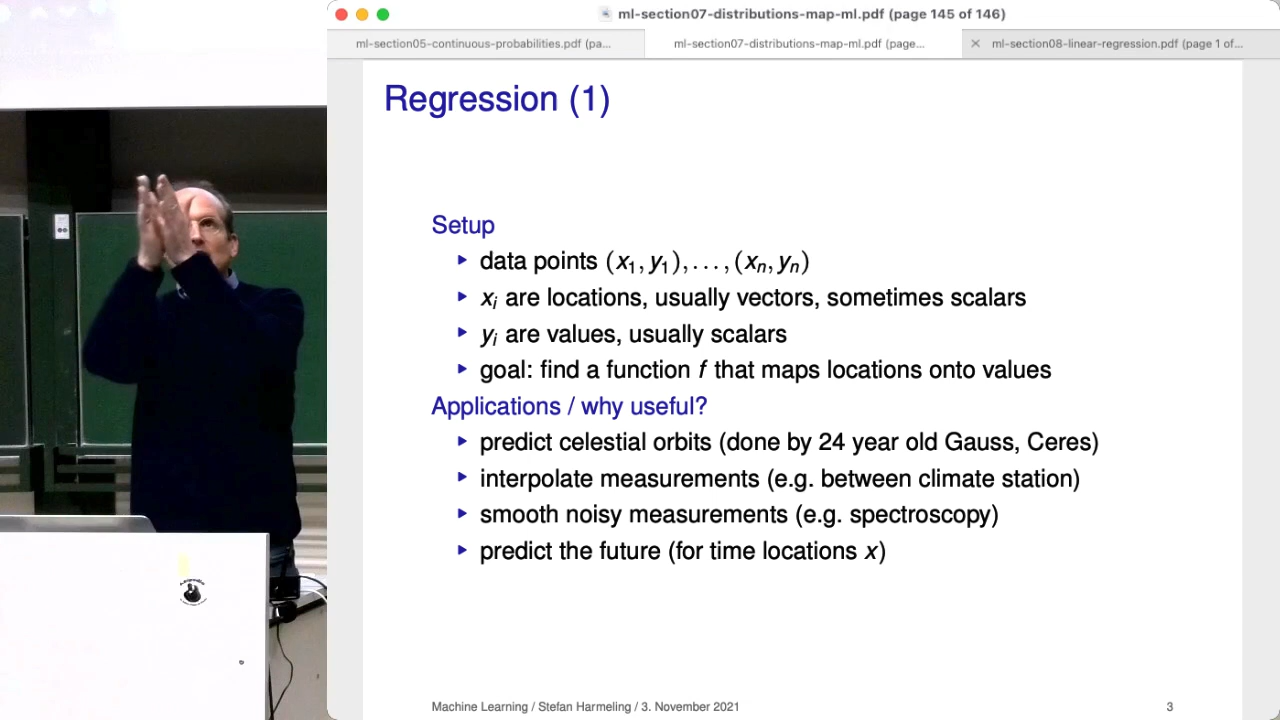 ml-section07-distributions-map-ml.pdf (page 145 of 146)
ml-section05-continuous-probabilities.pdf (pa...
ml-section07-distributions-map-ml.pdf (page...
ml-section08-linear-regression.pdf (page 1 of...
Regression (1)
Setup
data points (x₁, y₁), . . . , (xₙ, yₙ)
xᵢ are locations, usually vectors, sometimes scalars
yᵢ are values, usually scalars
goal: find a function f that maps locations onto values
Applications / why useful?
predict celestial orbits (done by 24 year old Gauss, Ceres)
interpolate measurements (e.g. between climate station)
smooth noisy measurements (e.g. spectroscopy)
predict the future (for time locations x)
Machine Learning / Stefan Harmeling / 3. November 2021
3